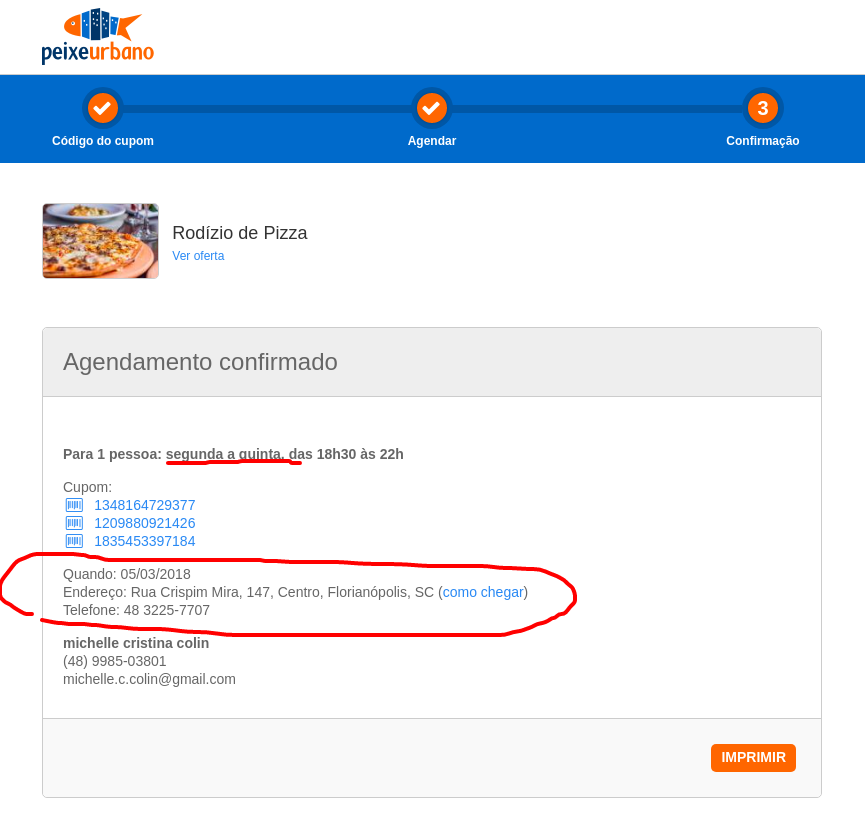 peixeurbano
3
Código do cupom
Agendar
Confirmação
Rodízio de Pizza
Ver oferta
Agendamento confirmado
Para 1 pessoa: segunda a quinta, das 18h30 às 22h
Cupom:
1348164729377
1209880921426
1835453397184
Quando: 05/03/2018
Endereço: Rua Crispim Mira, 147, Centro, Florianópolis, SC (como chegar)
Telefone: 48 3225-7707
michelle cristina colin
(48) 9985-03801
michelle.c.colin@gmail.com
IMPRIMIR